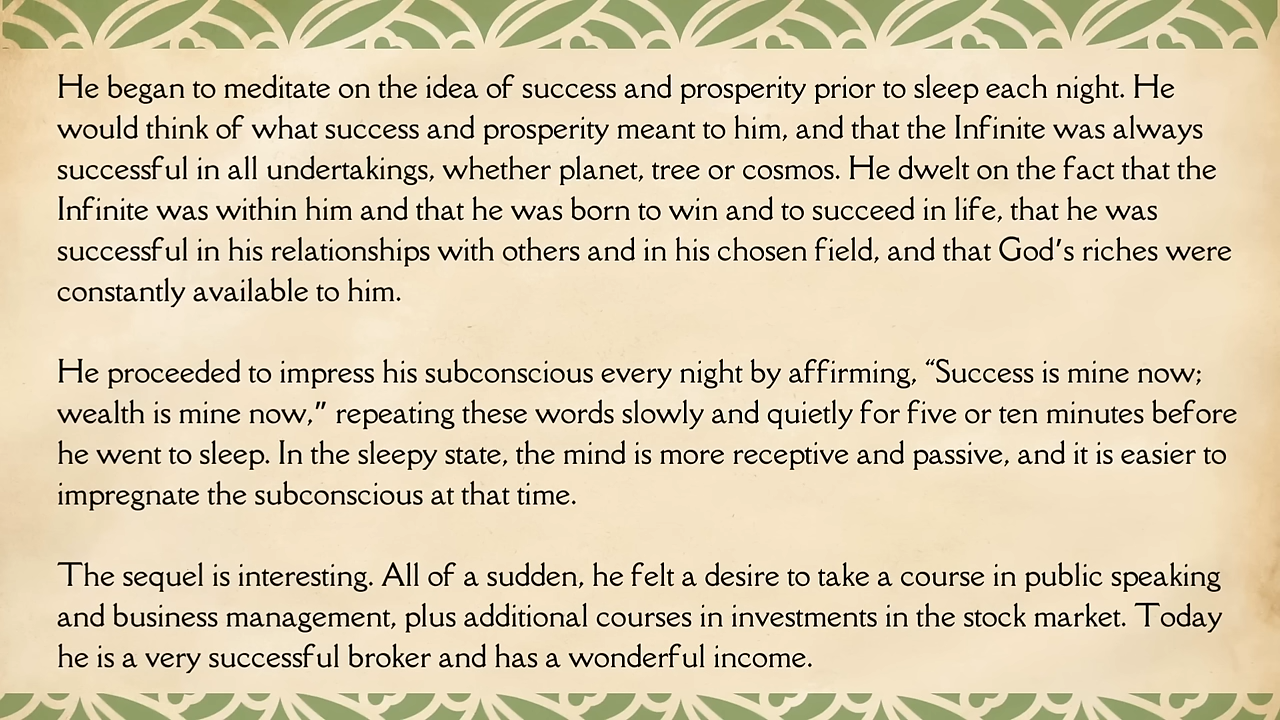 He began to meditate on the idea of success and prosperity prior to sleep each night. He
would think of what success and prosperity meant to him, and that the Infinite was always
successful in all undertakings, whether planet, tree or cosmos. He dwelt on the fact that the
Infinite was within him and that he was born to win and to succeed in life, that he was
successful in his relationships with others and in his chosen field, and that God's riches were
constantly available to him.
He proceeded to impress his subconscious every night by affirming, “Success is mine now;
wealth is mine now," repeating these words slowly and quietly for five or ten minutes before
he went to sleep. In the sleepy state, the mind is more receptive and passive, and it is easier to
impregnate the subconscious at that time.
The sequel is interesting. All of a sudden, he felt a desire to take a course in public speaking
and business management, plus additional courses in investments in the stock market. Today
he is a very successful broker and has a wonderful income.